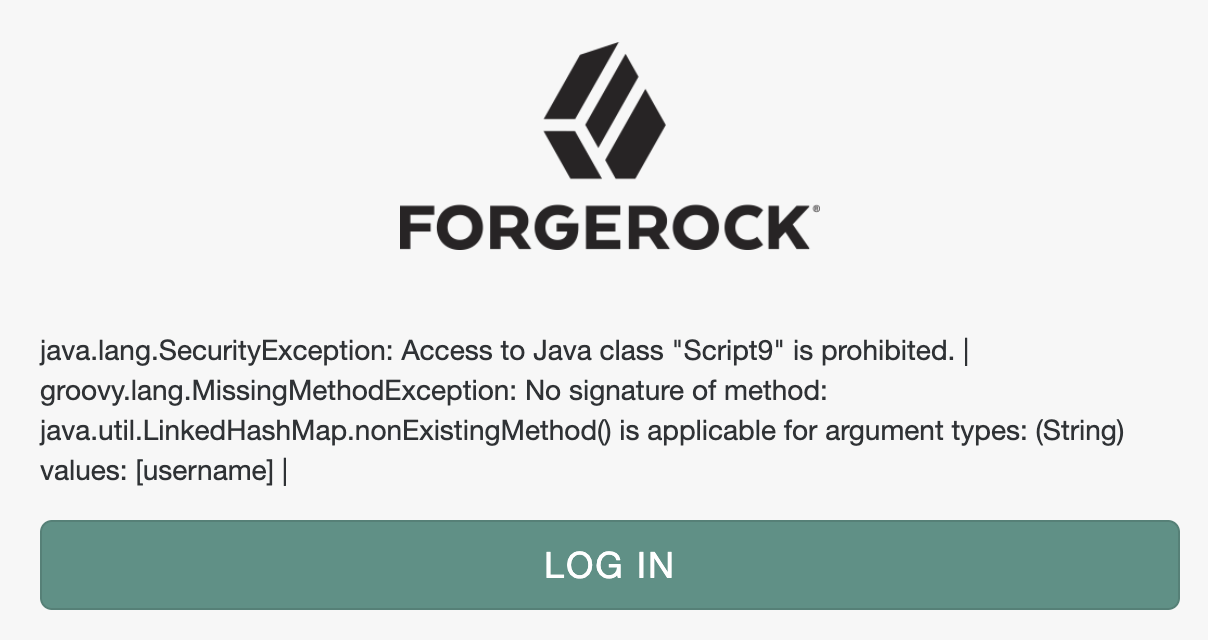 FORGEROCK®
java.lang.SecurityException: Access to Java class "Script9" is prohibited. |
groovy.lang.MissingMethodException: No signature of method:
java.util.LinkedHashMap.nonExistingMethod() is applicable for argument types: (String)
values: [username] |
LOG IN